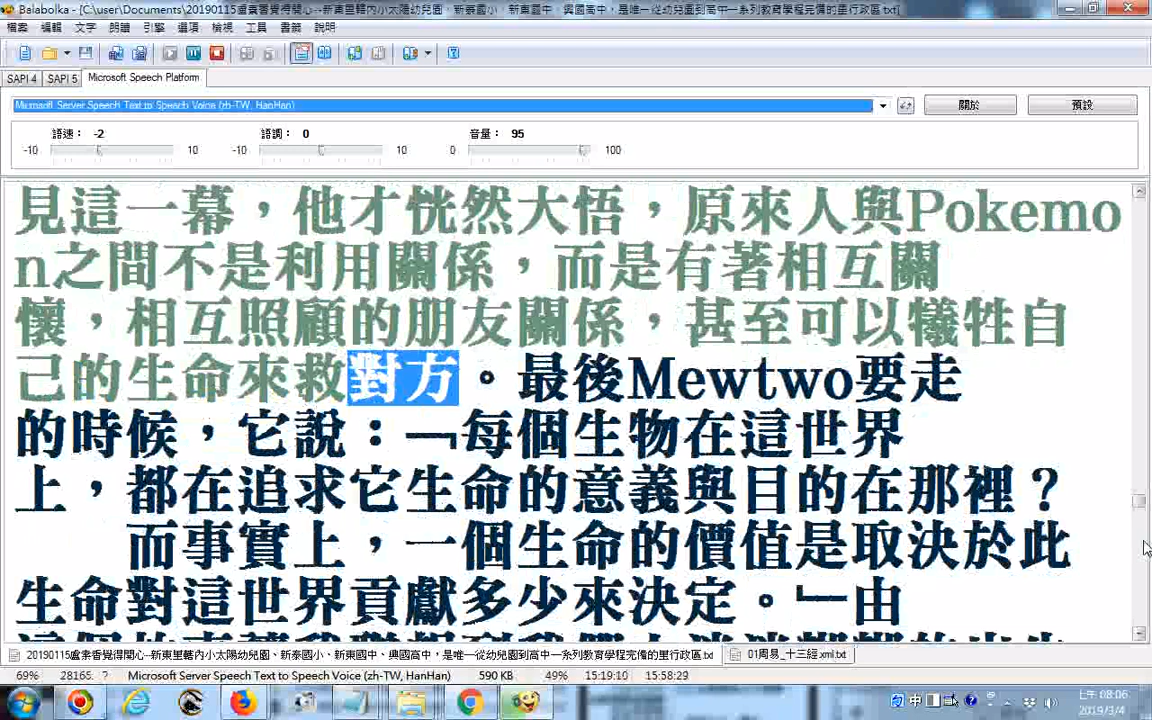 Balabolka - [C:\user\Documents\20190115盧素香覺得開心--新東里轄內小太陽幼兒園、新泰國小、新東國中、興國高中，是唯一從幼兒園到高中一系列教育學程完備的里行政區.txt]
檔案 編輯 文字 朗讀 引擎 選項 檢視 工具 書籤 說明
SAPI 4 SAPI 5 Microsoft Speech Platform
Microsoft Server Speech Text to Speech Voice (zh-TW, HanHan) 關於 預設
語速： -2 語調： 0 音量： 95
-10 10 -10 10 0 100
見這一幕，他才恍然大悟，原來人與Pokemo
n之間不是利用關係，而是有著相互關
懷，相互照顧的朋友關係，甚至可以犧牲自
己的生命來救對方。最後Mewtwo要走
的時候，它說：﹁每個生物在這世界
上，都在追求它生命的意義與目的在那裡？
而事實上，一個生命的價值是取決於此
生命對這世界貢獻多少來決定。﹂由
20190115盧素香覺得開心--新東里轄內小太陽幼兒園、新泰國小、新東國中、興國高中，是唯一從幼兒園到高中一系列教育學程完備的里行政區.txt 01周易_十三經.xml.txt
69% 28165: ? Microsoft Server Speech Text to Speech Voice (zh-TW, HanHan) 590 KB 49% 15:19:10 15:58:29
中 上午 08:06
2019/3/4